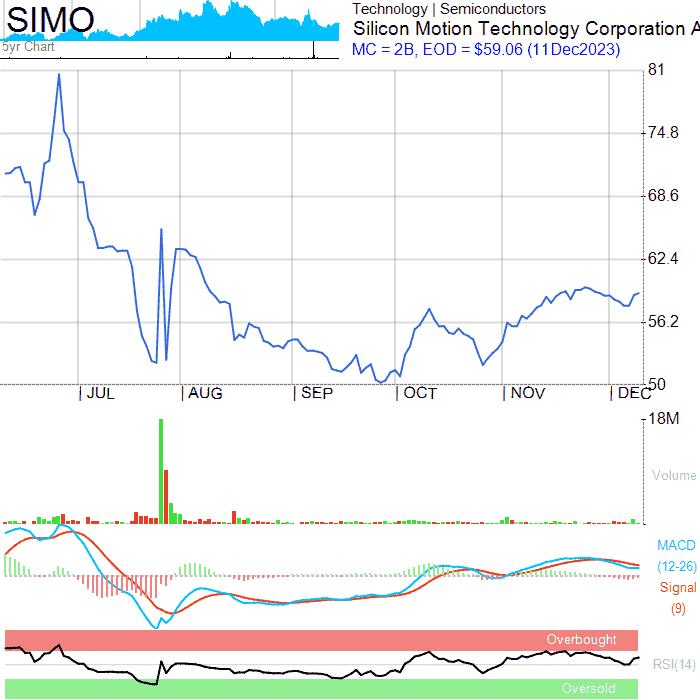 SIMO
5yr Chart
Technology | Semiconductors
Silicon Motion Technology Corporation A
MC = 2B, EOD = $59.06 (11Dec2023)
81
74.8
68.6
62.4
56.2
50
JUL
AUG
SEP
OCT
NOV
DEC
18M
Volume
MACD
(12-26)
Signal
(9)
Overbought
RSI(14)
Oversold